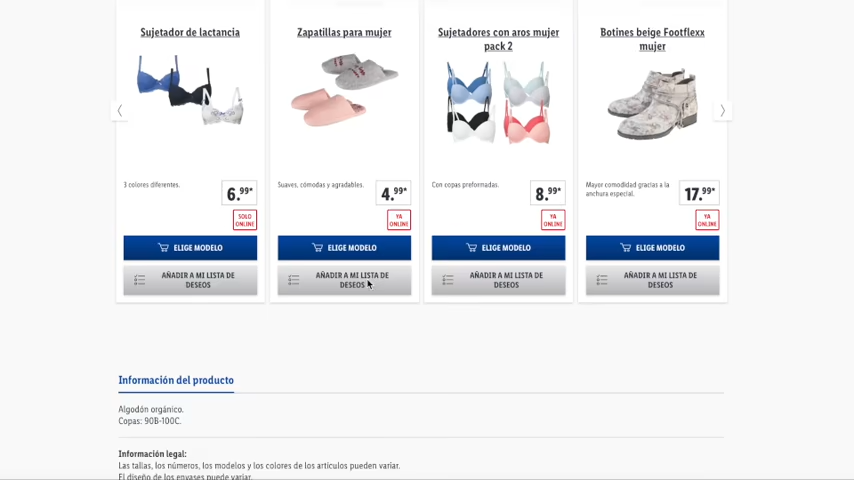 Sujetador de lactancia
Zapatillas para mujer
Sujetadores con aros mujer
pack 2
Botines beige Footflexx
mujer
3 colores diferentes.
6.99*
SOLO
ONLINE
ELIGE MODELO
AÑADIR A MI LISTA DE
DESEOS
Suaves, cómodas y agradables.
4.99*
YA
ONLINE
ELIGE MODELO
AÑADIR A MI LISTA DE
DESEOS
Con copas preformadas.
8.99*
YA
ONLINE
ELIGE MODELO
AÑADIR A MI LISTA DE
DESEOS
Mayor comodidad gracias a la
anchura especial.
17.99*
YA
ONLINE
ELIGE MODELO
AÑADIR A MI LISTA DE
DESEOS
Información del producto
Algodón orgánico.
Copas: 90B-100C.
Información legal:
Las tallas, los números, los modelos y los colores de los artículos pueden variar.
El diseño de los envases puede variar.